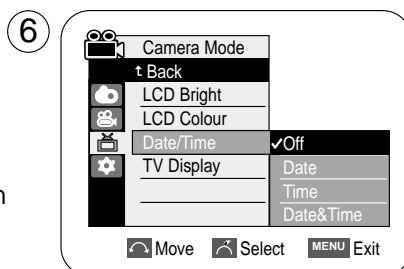 6
Camera Mode
Back
LCD Bright
LCD Colour
Date/Time ✓Off
TV Display Date
Time
Date&Time
n
Move Select MENU Exit